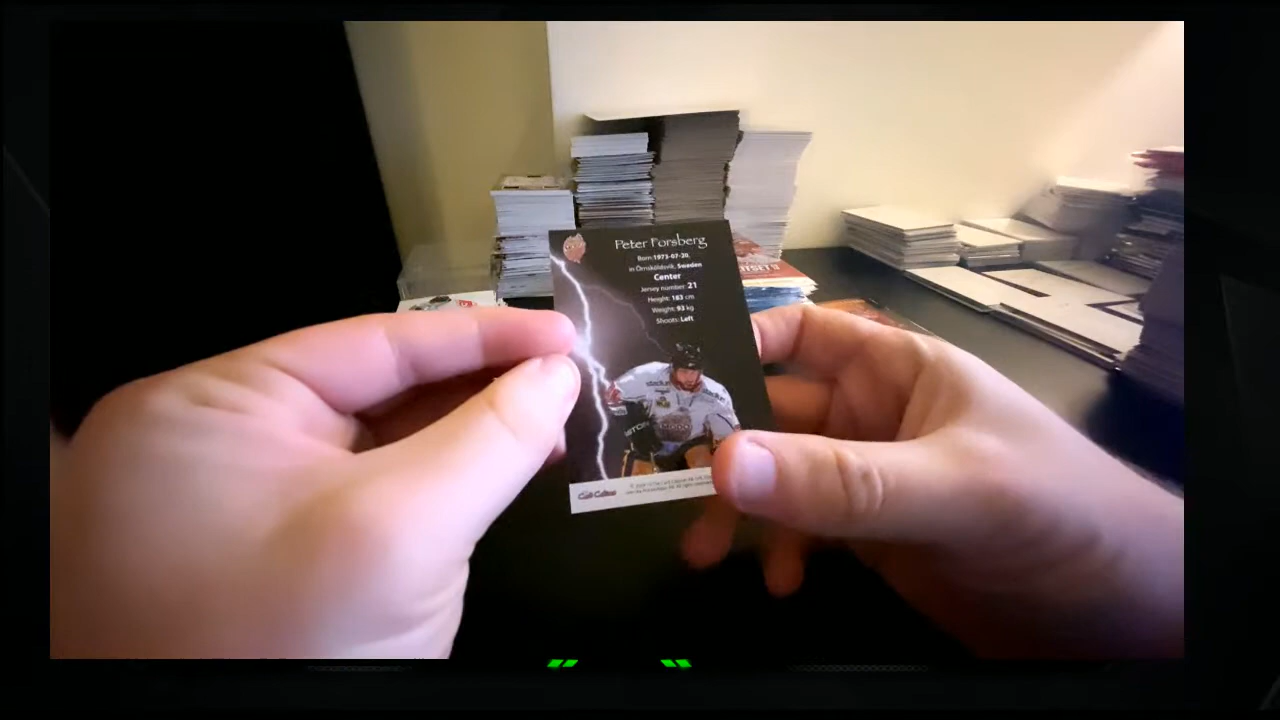 Peter Forsberg
Born: 1973-07-20,
in Örnsköldsvik, Sweden
Center
Jersey number: 21
Height: 183 cm
Weight: 93 kg
Shoots: Left